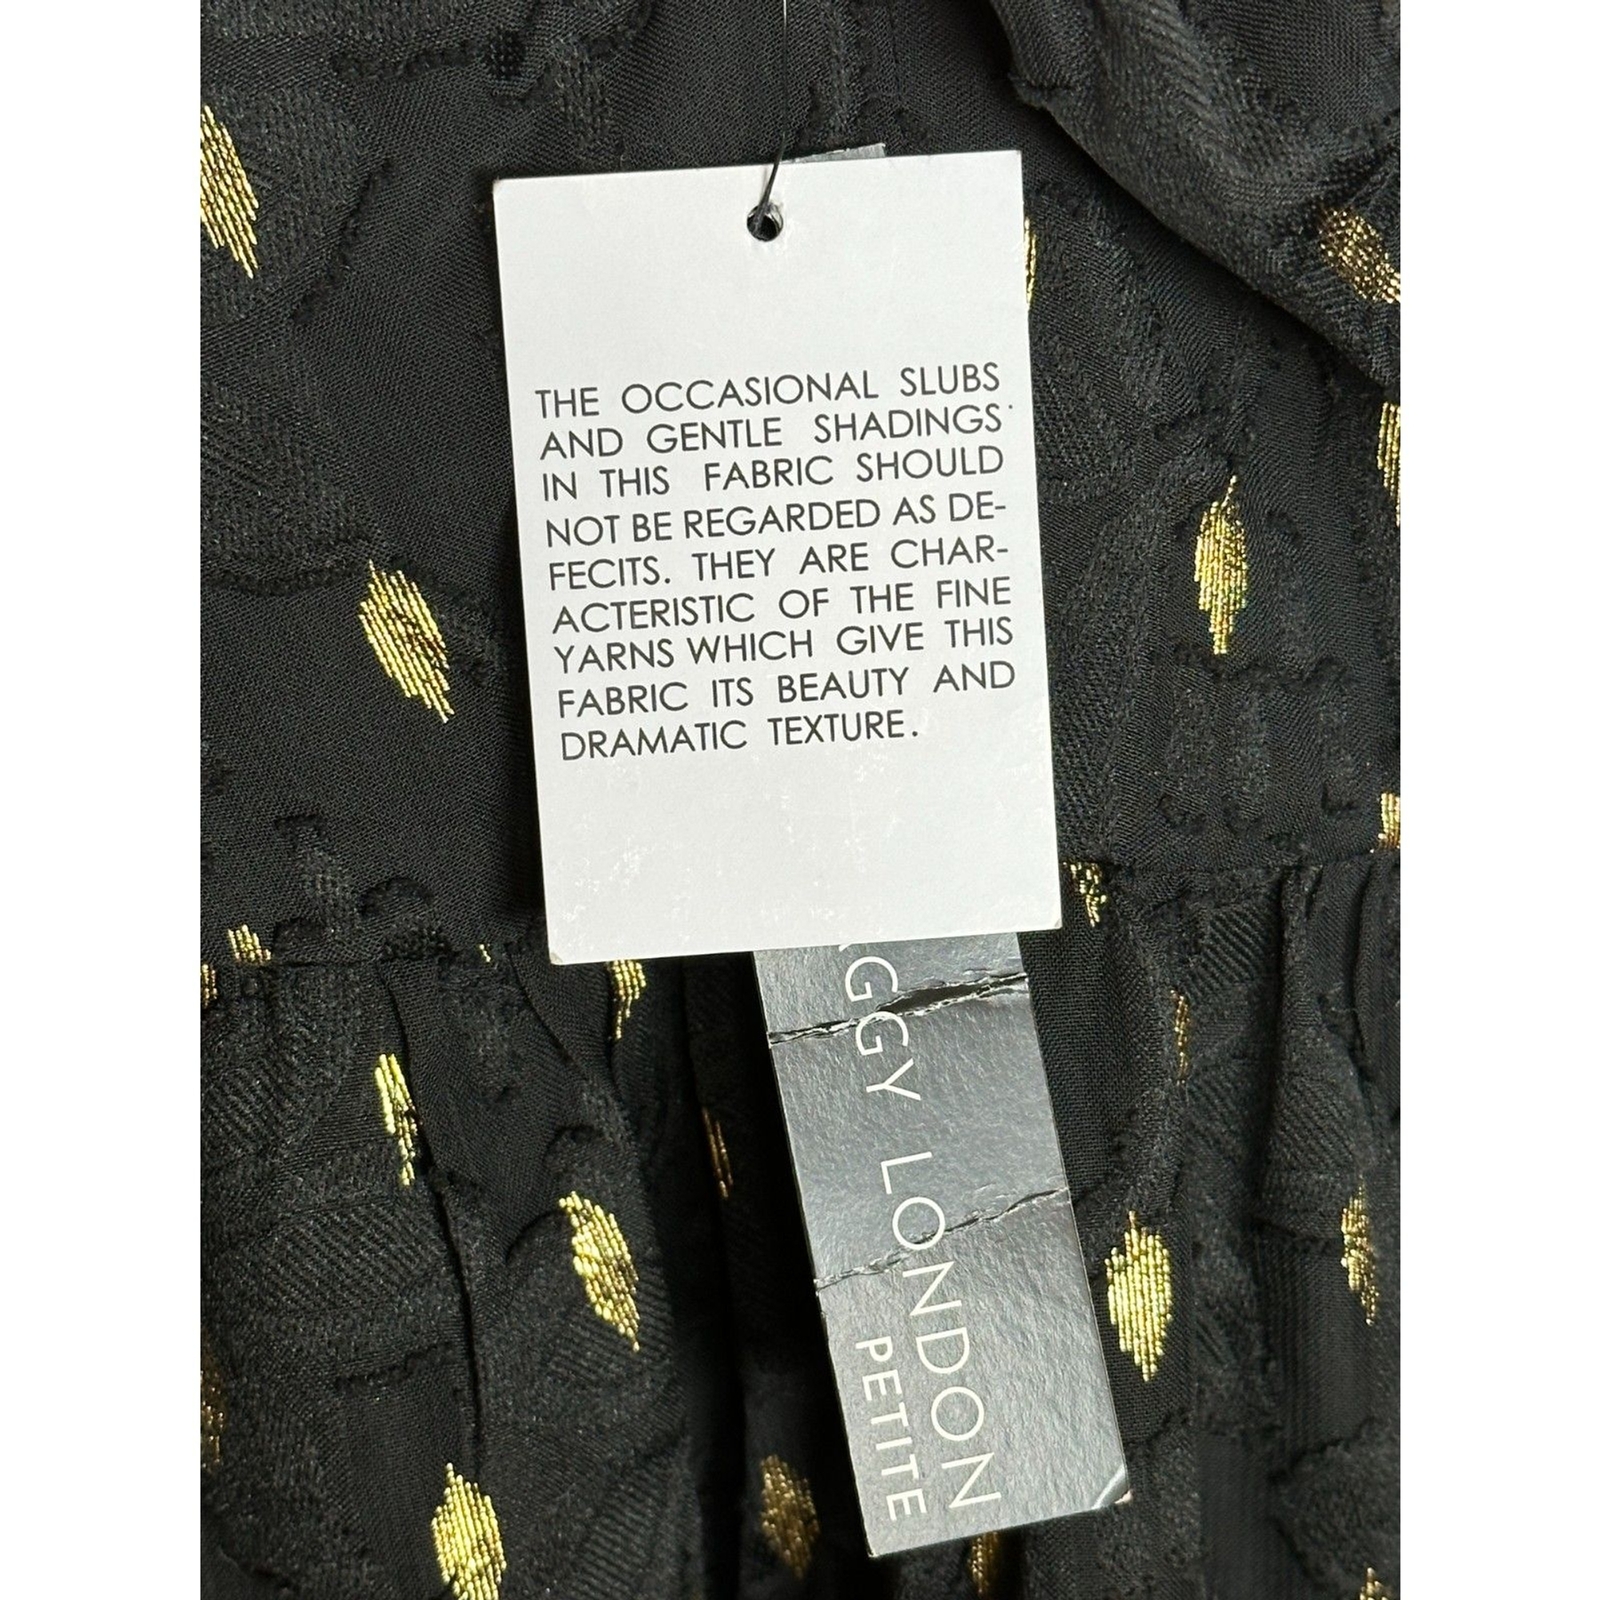 THE OCCASIONAL SLUBS
AND GENTLE SHADINGS
IN THIS FABRIC SHOULD
NOT BE REGARDED AS DE-
FECITS. THEY ARE CHAR-
ACTERISTIC OF THE FINE
YARNS WHICH GIVE THIS
FABRIC ITS BEAUTY AND
DRAMATIC TEXTURE.
LONDON
PETITE